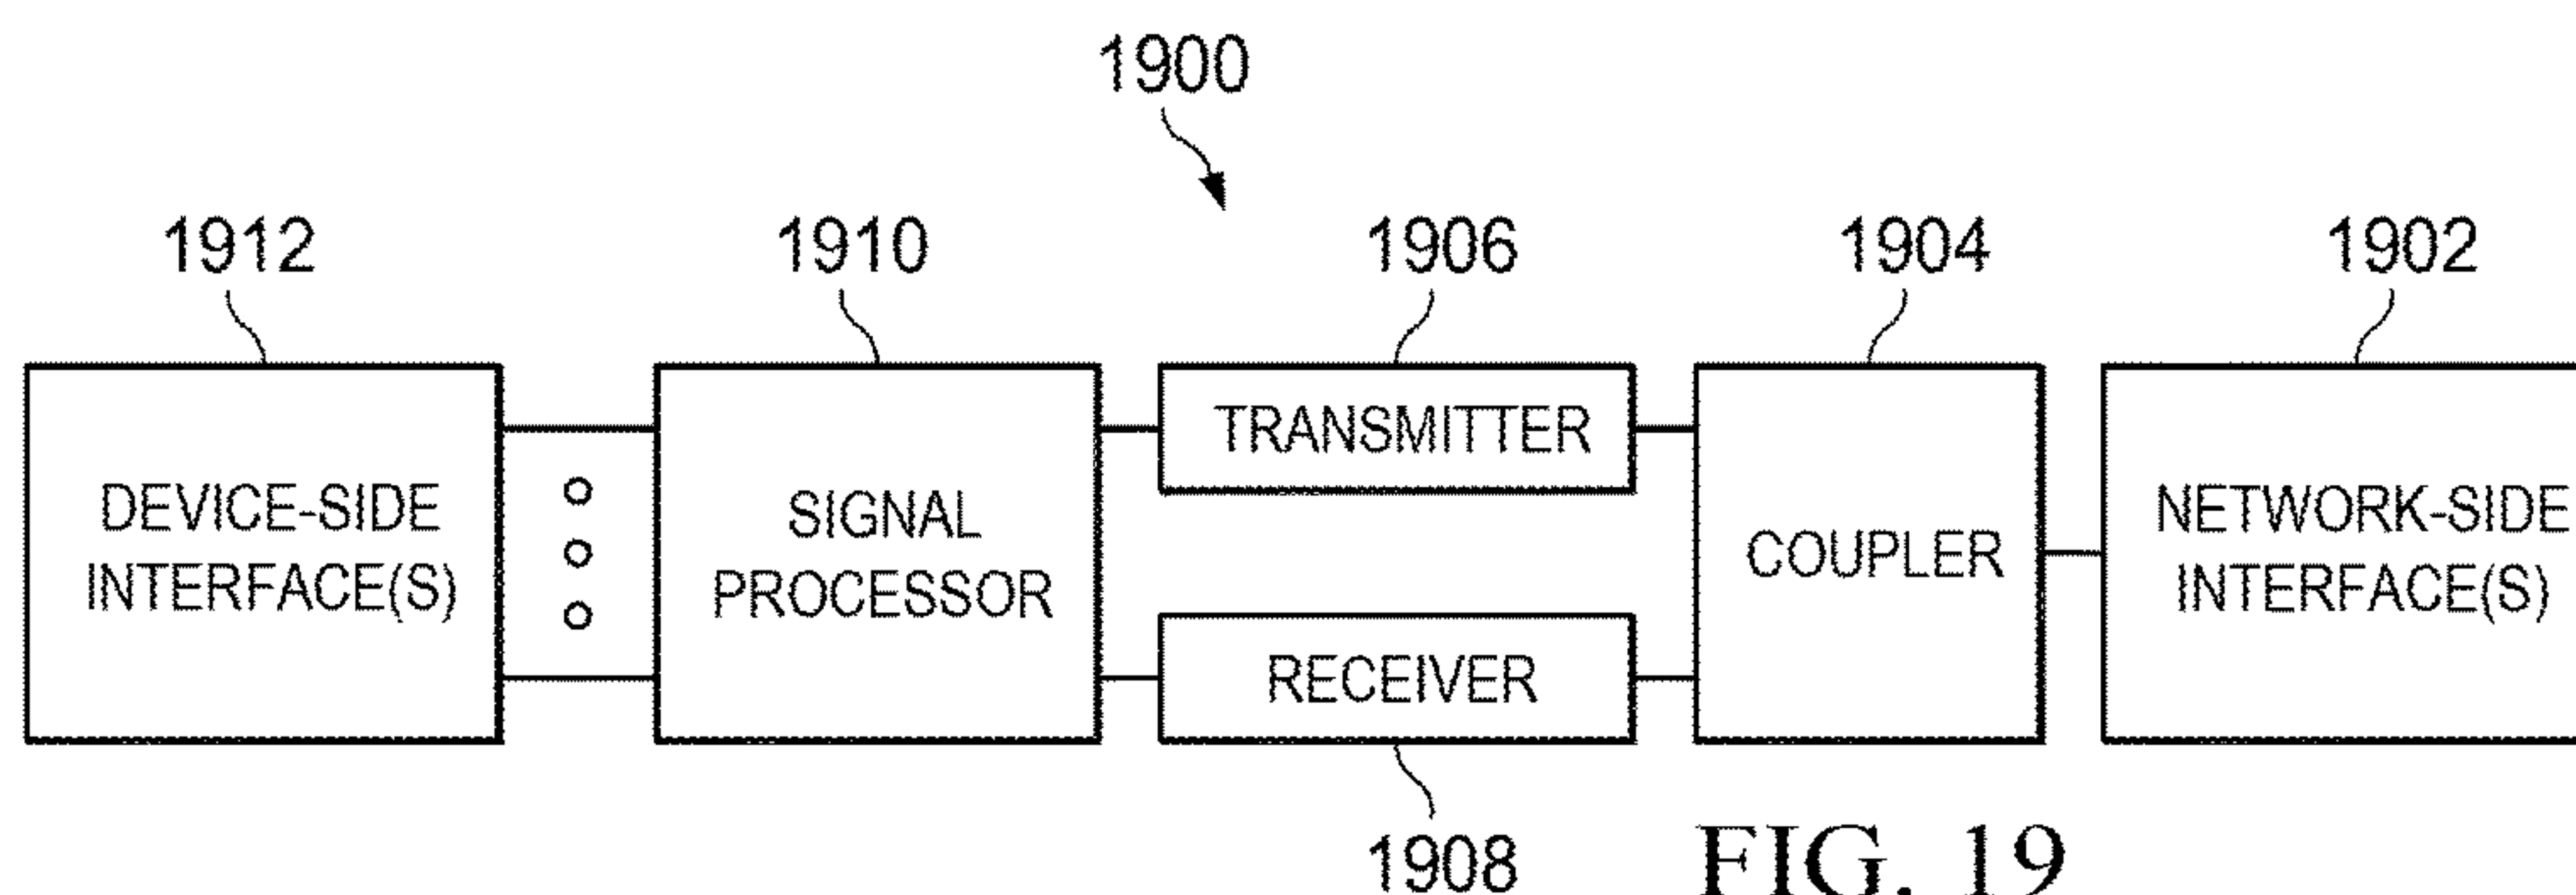 1900
1912
1910
1906
1904
1902
DEVICE-SIDE
INTERFACE(S)
SIGNAL
PROCESSOR
TRANSMITTER
RECEIVER
COUPLER
NETWORK-SIDE
INTERFACE(S)
1908
FIG. 19